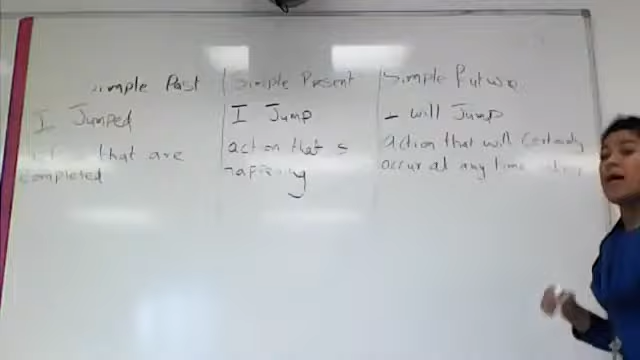 Simple Past | Simple Present | Simple Future
I Jumped | I Jump | I will Jump
that are | action that s | action that will certainly
completed | happening | occur at any time